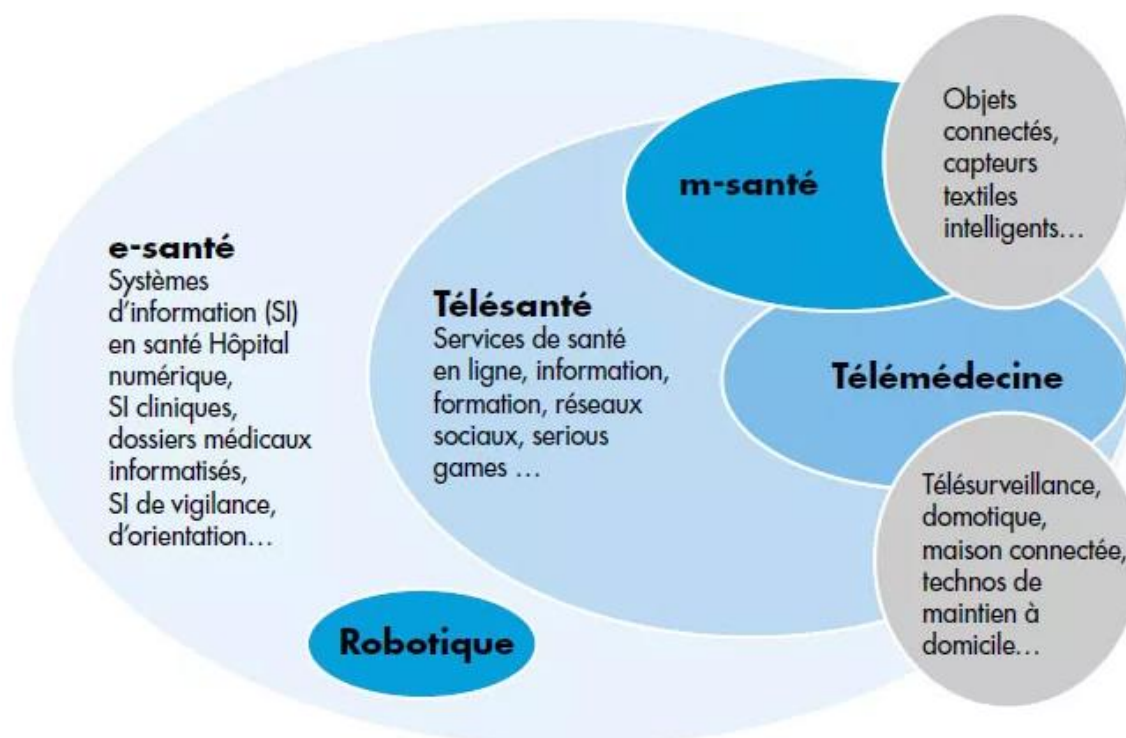 e-santé
Systèmes
d'information (SI)
en santé Hôpital
numérique,
SI cliniques,
dossiers médicaux
informatisés,
SI de vigilance,
d'orientation...
Télésanté
Services de santé
en ligne, information,
formation, réseaux
sociaux, serious
games ...
m-santé
Objets
connectés,
capteurs
textiles
intelligents...
Télémédecine
Télésurveillance,
domotique,
maison connectée,
technos de
maintien à
domicile...
Robotique